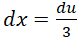 dx = du/3